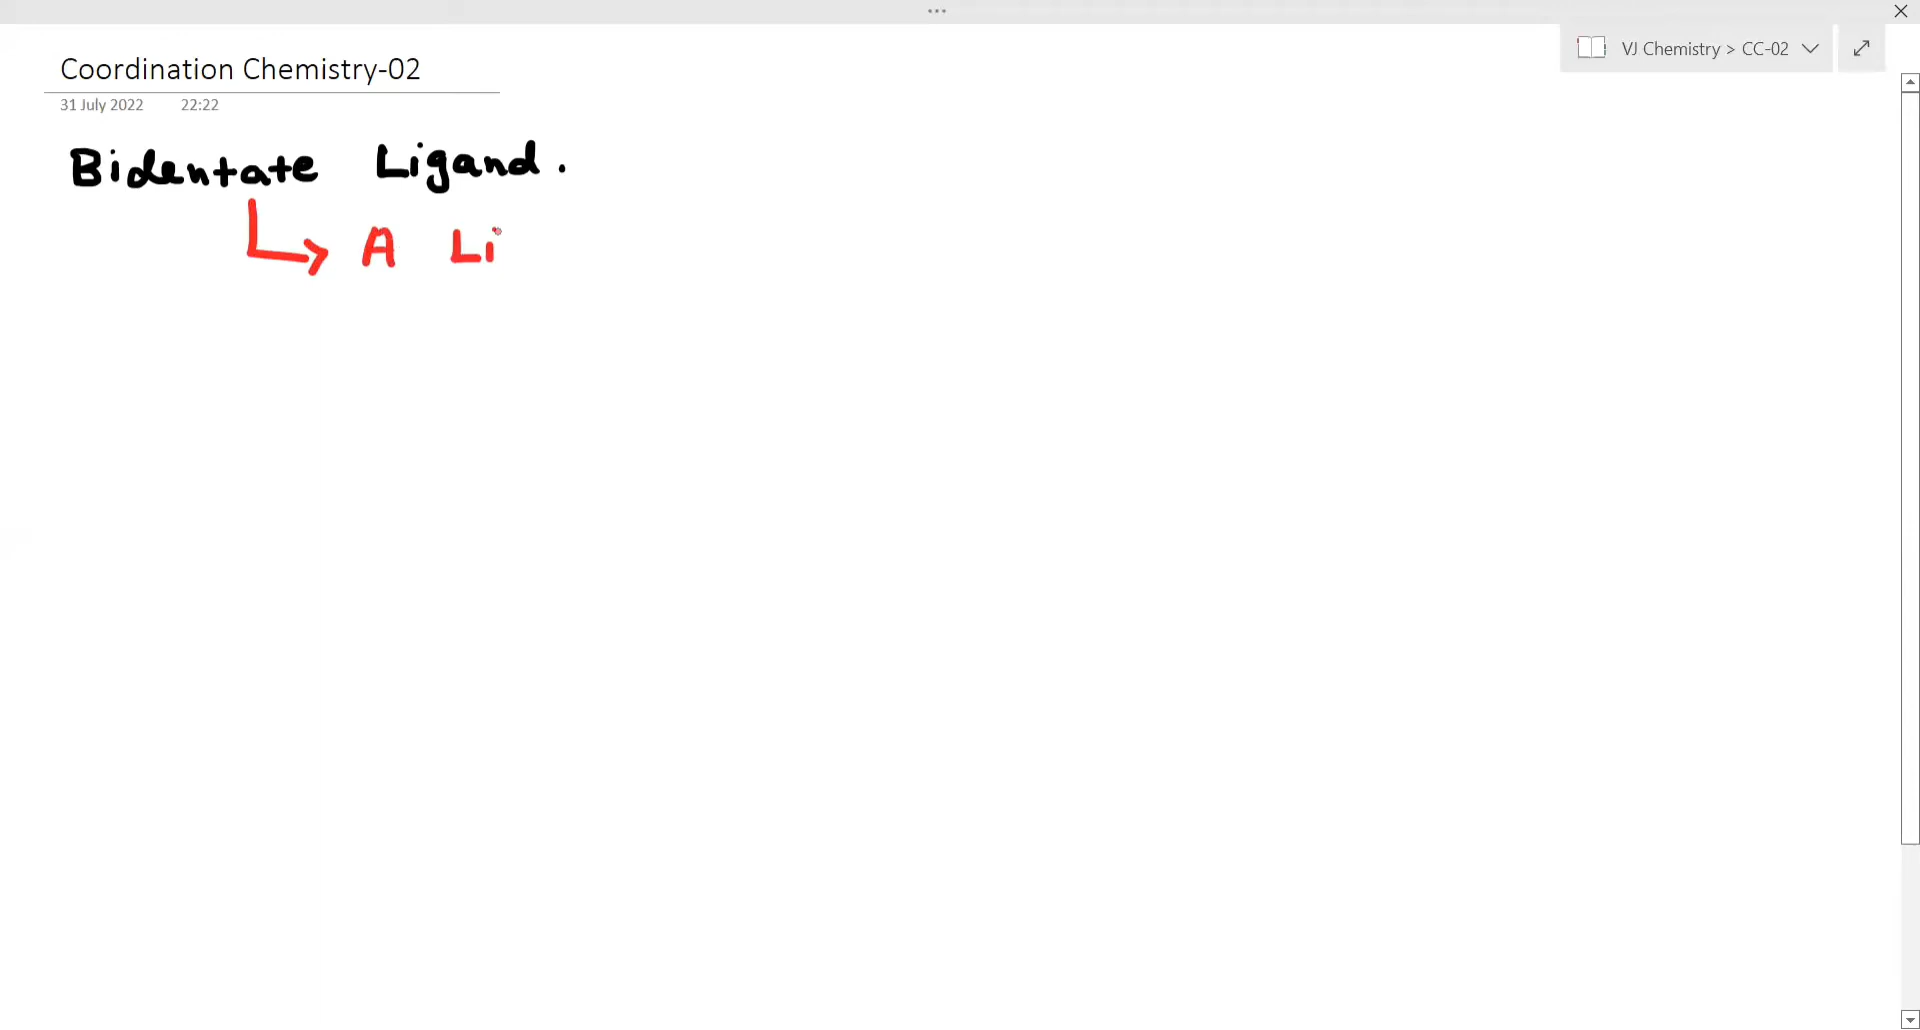 VJ Chemistry > CC-02
Coordination Chemistry-02
31 July 2022 22:22
Bidentate Ligand.
A Li